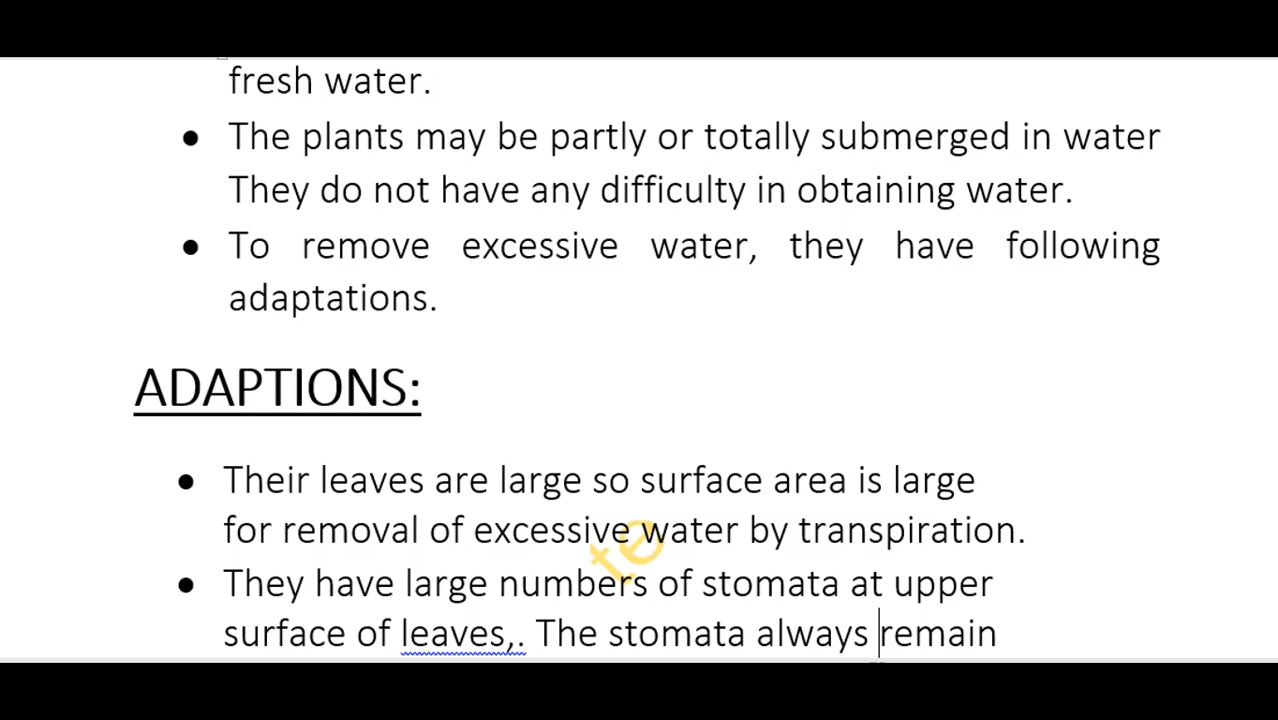 fresh water.
• The plants may be partly or totally submerged in water
They do not have any difficulty in obtaining water.
• To remove excessive water, they have following
adaptations.
ADAPTIONS:
• Their leaves are large so surface area is large
for removal of excessive water by transpiration.
• They have large numbers of stomata at upper
surface of leaves,. The stomata always remain
te